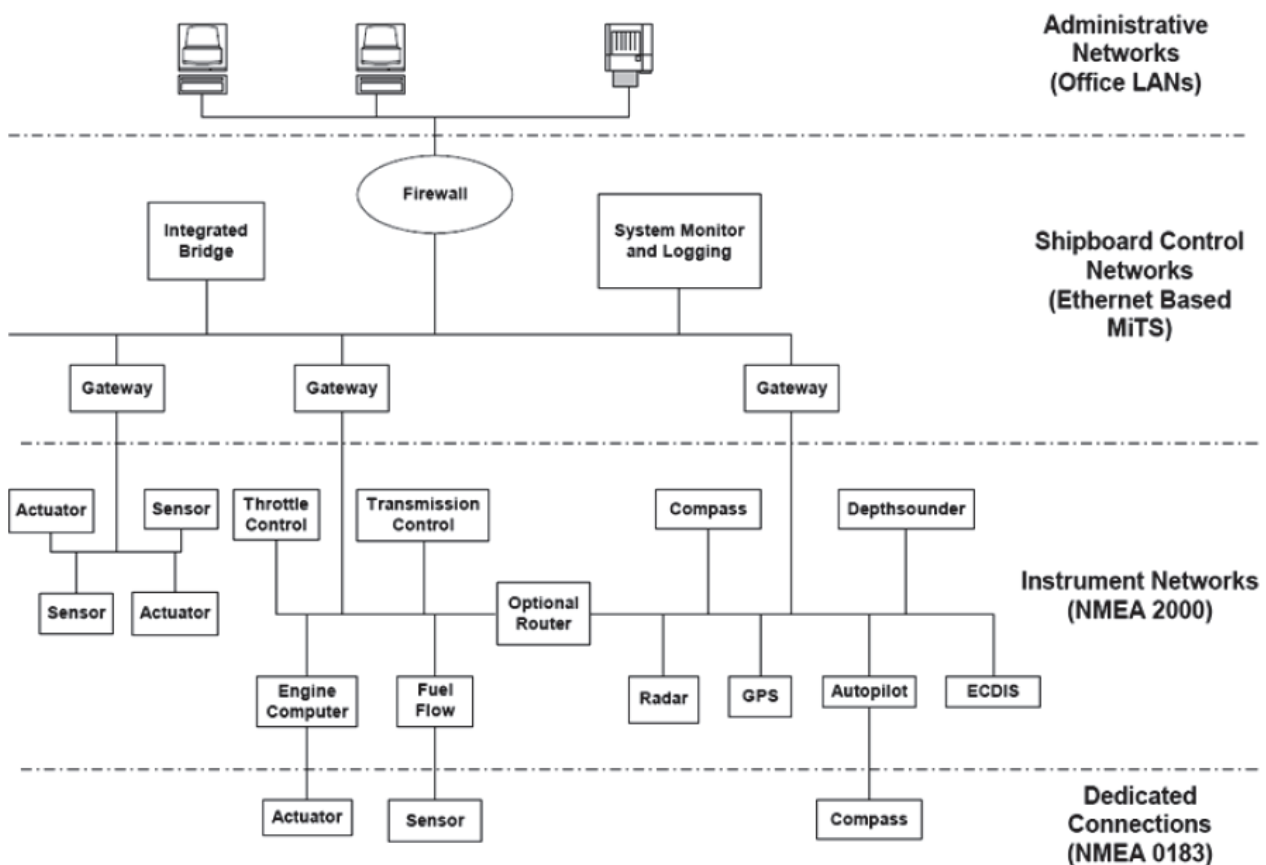 Administrative
Networks
(Office LANs)
Firewall
Integrated
Bridge
System Monitor
and Logging
Shipboard Control
Networks
(Ethernet Based
MiTS)
Gateway
Gateway
Gateway
Actuator
Sensor
Throttle
Control
Transmission
Control
Compass
Depthsounder
Sensor
Actuator
Optional
Router
Instrument Networks
(NMEA 2000)
Engine
Computer
Fuel
Flow
Radar
GPS
Autopilot
ECDIS
Actuator
Sensor
Compass
Dedicated
Connections
(NMEA 0183)